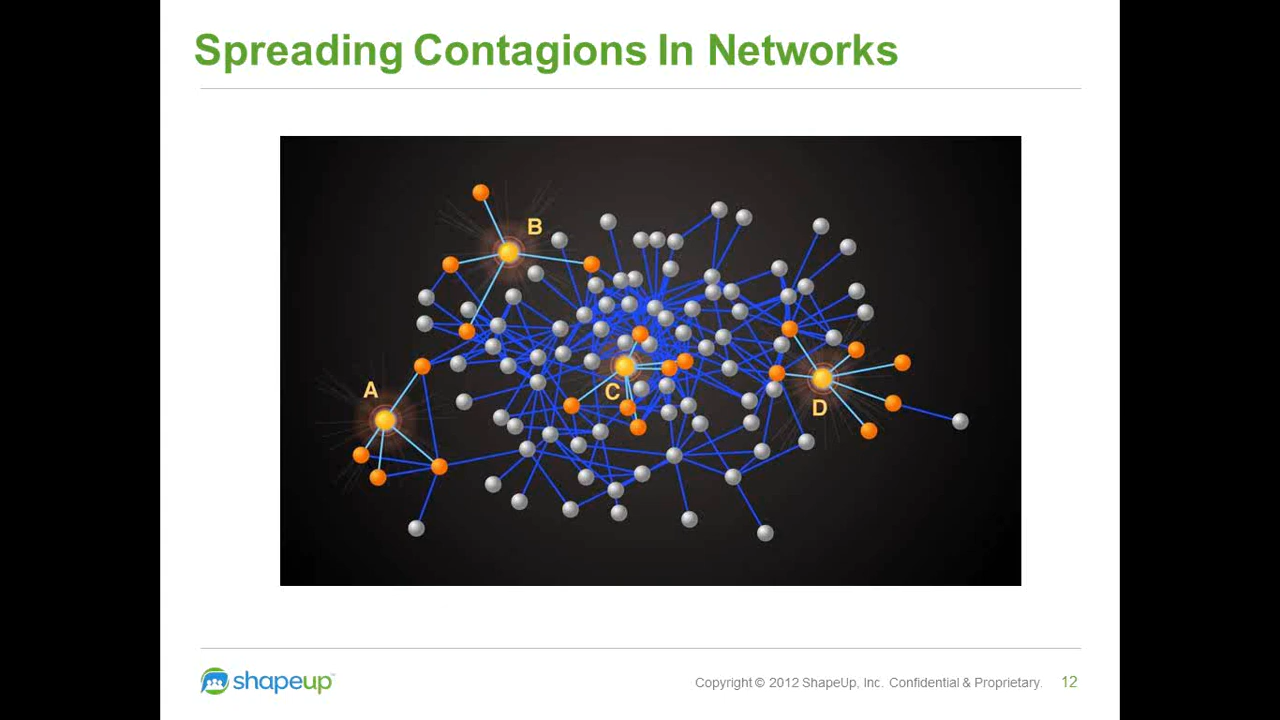 Spreading Contagions In Networks
B
A
C
D
shapeup
Copyright © 2012 ShapeUp, Inc. Confidential & Proprietary. 12